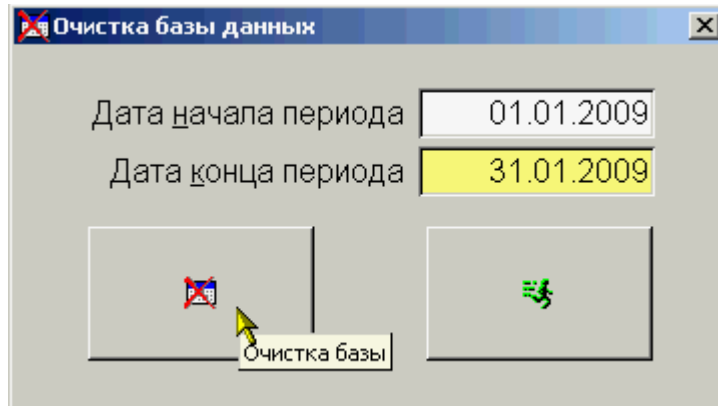 Очистка базы данных
Дата начала периода 01.01.2009
Дата конца периода 31.01.2009
Очистка базы